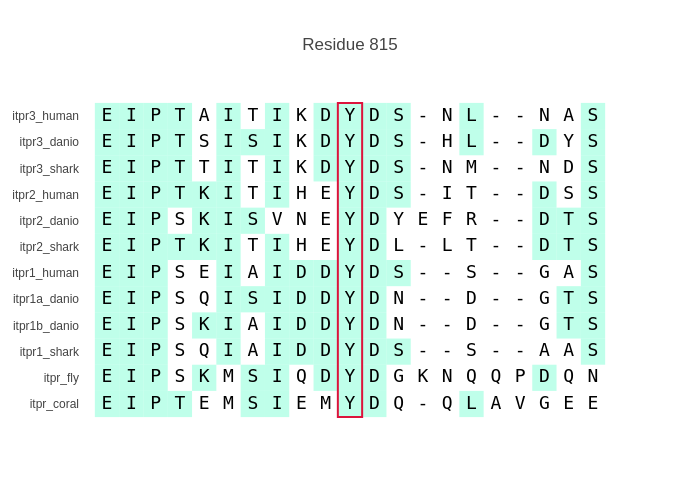 Residue 815
itpr3_human E I P T A I T I K D Y D S - N L - - N A S
itpr3_danio E I P T S I S I K D Y D S - H L - - D Y S
itpr3_shark E I P T T I T I K D Y D S - N M - - N D S
itpr2_human E I P T K I T I H E Y D S - I T - - D S S
itpr2_danio E I P S K I S V N E Y D Y E F R - - D T S
itpr2_shark E I P T K I T I H E Y D L - L T - - D T S
itpr1_human E I P S E I A I D D Y D S - - S - - G A S
itpr1a_danio E I P S Q I S I D D Y D N - - D - - G T S
itpr1b_danio E I P S K I A I D D Y D N - - D - - G T S
itpr1_shark E I P S Q I A I D D Y D S - - S - - A A S
itpr_fly E I P S K M S I Q D Y D G K N Q Q P D Q N
itpr_coral E I P T E M S I E M Y D Q - Q L A V G E E